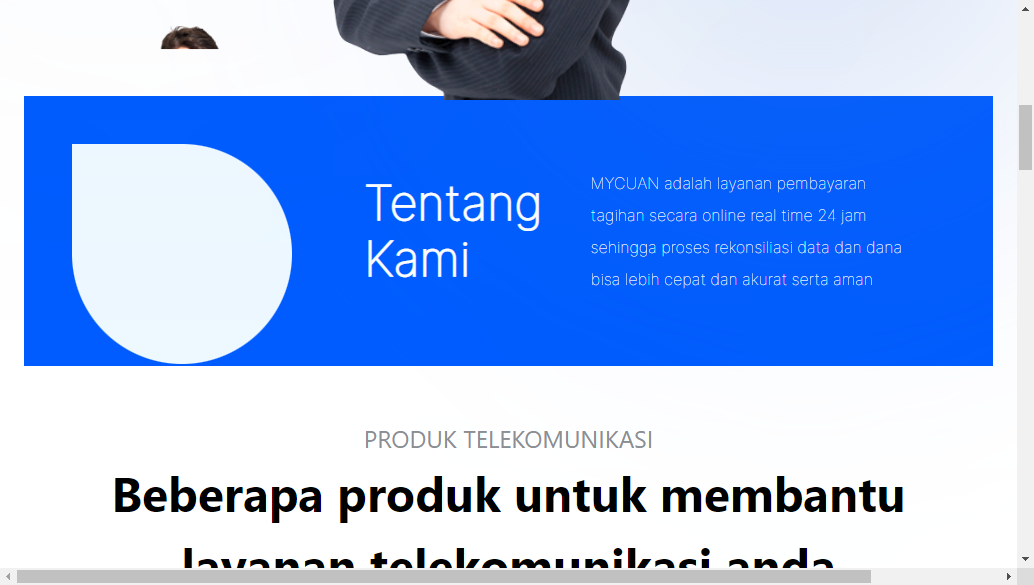 Tentang
Kami
MYCUAN adalah layanan pembayaran
tagihan secara online real time 24 jam
sehingga proses rekonsiliasi data dan dana
bisa lebih cepat dan akurat serta aman
PRODUK TELEKOMUNIKASI
Beberapa produk untuk membantu
layanan telekomunikasi anda